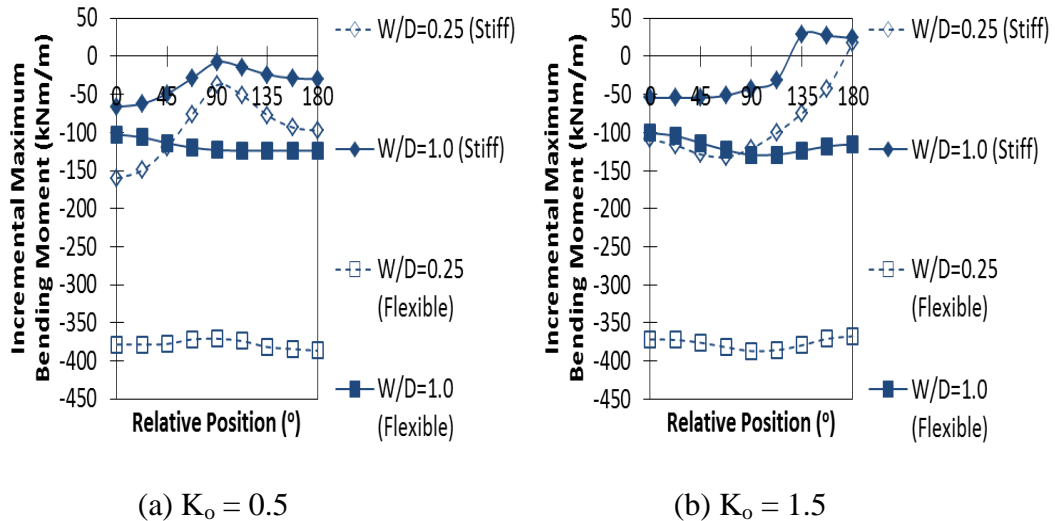 Incremental Maximum
Bending Moment (kNm/m)
50
0
-50
-100
-150
-200
-250
-300
-350
-400
-450
0
45
90
135
180
Relative Position (º)
W/D=0.25 (Stiff)
W/D=1.0 (Stiff)
W/D=0.25
(Flexible)
W/D=1.0
(Flexible)
(a) Ko = 0.5
Incremental Maximum
Bending Moment (kNm/m)
50
0
-50
-100
-150
-200
-250
-300
-350
-400
-450
0
45
90
135
180
Relative Position (º)
W/D=0.25 (Stiff)
W/D=1.0 (Stiff)
W/D=0.25
(Flexible)
W/D=1.0
(Flexible)
(b) Ko = 1.5